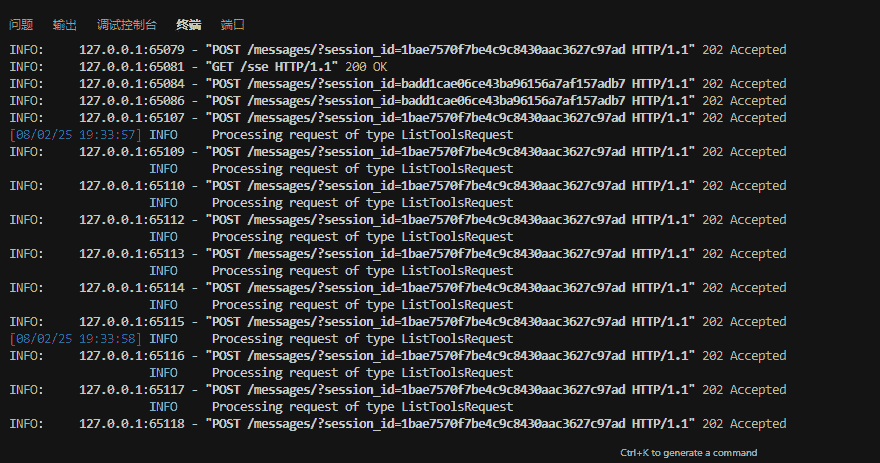 问题 输出 调试控制台 终端 端口
INFO: 127.0.0.1:65079 - "POST /messages/?session_id=1bae7570f7be4c9c8430aac3627c97ad HTTP/1.1" 202 Accepted
INFO: 127.0.0.1:65081 - "GET /sse HTTP/1.1" 200 OK
INFO: 127.0.0.1:65084 - "POST /messages/?session_id=badd1cae06ce43ba96156a7af157adb7 HTTP/1.1" 202 Accepted
INFO: 127.0.0.1:65086 - "POST /messages/?session_id=badd1cae06ce43ba96156a7af157adb7 HTTP/1.1" 202 Accepted
INFO: 127.0.0.1:65107 - "POST /messages/?session_id=1bae7570f7be4c9c8430aac3627c97ad HTTP/1.1" 202 Accepted
[08/02/25 19:33:57] INFO Processing request of type ListToolsRequest
INFO: 127.0.0.1:65109 - "POST /messages/?session_id=1bae7570f7be4c9c8430aac3627c97ad HTTP/1.1" 202 Accepted
INFO Processing request of type ListToolsRequest
INFO: 127.0.0.1:65110 - "POST /messages/?session_id=1bae7570f7be4c9c8430aac3627c97ad HTTP/1.1" 202 Accepted
INFO Processing request of type ListToolsRequest
INFO: 127.0.0.1:65112 - "POST /messages/?session_id=1bae7570f7be4c9c8430aac3627c97ad HTTP/1.1" 202 Accepted
INFO Processing request of type ListToolsRequest
INFO: 127.0.0.1:65113 - "POST /messages/?session_id=1bae7570f7be4c9c8430aac3627c97ad HTTP/1.1" 202 Accepted
INFO Processing request of type ListToolsRequest
INFO: 127.0.0.1:65114 - "POST /messages/?session_id=1bae7570f7be4c9c8430aac3627c97ad HTTP/1.1" 202 Accepted
INFO Processing request of type ListToolsRequest
INFO: 127.0.0.1:65115 - "POST /messages/?session_id=1bae7570f7be4c9c8430aac3627c97ad HTTP/1.1" 202 Accepted
[08/02/25 19:33:58] INFO Processing request of type ListToolsRequest
INFO: 127.0.0.1:65116 - "POST /messages/?session_id=1bae7570f7be4c9c8430aac3627c97ad HTTP/1.1" 202 Accepted
INFO Processing request of type ListToolsRequest
INFO: 127.0.0.1:65117 - "POST /messages/?session_id=1bae7570f7be4c9c8430aac3627c97ad HTTP/1.1" 202 Accepted
INFO Processing request of type ListToolsRequest
INFO: 127.0.0.1:65118 - "POST /messages/?session_id=1bae7570f7be4c9c8430aac3627c97ad HTTP/1.1" 202 Accepted
Ctrl+K to generate a command